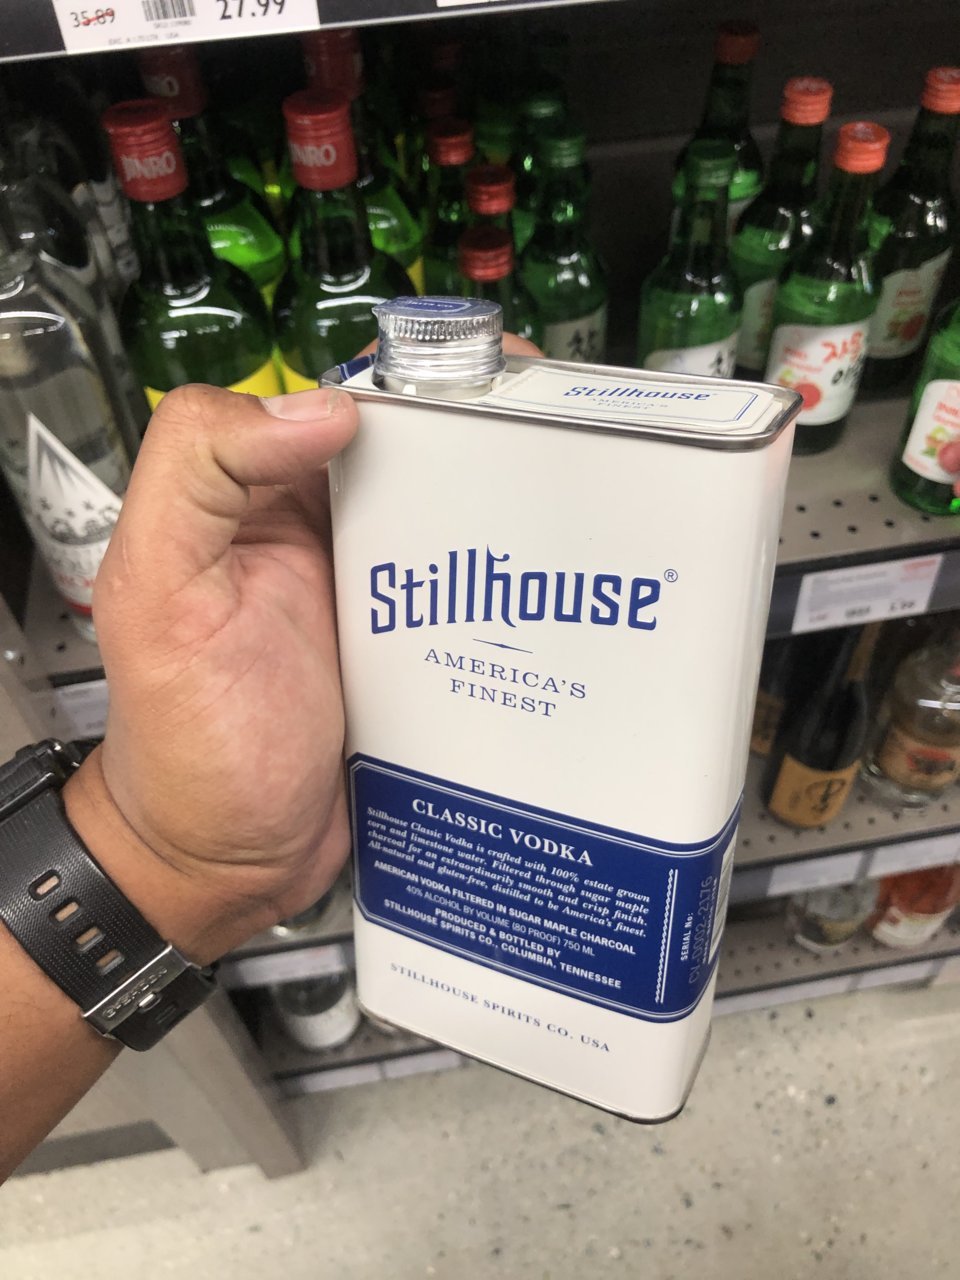 35.89
27.99
JINRO
JINRO
Stillhouse
AMERICA'S
FINEST
Stillhouse®
AMERICA'S
FINEST
CLASSIC VODKA
Stillhouse Classic Vodka is crafted with 100% estate grown
corn and limestone water. Filtered through sugar maple
charcoal for an extraordinarily smooth and crisp finish.
All-natural and gluten-free, distilled to be America's finest.
AMERICAN VODKA FILTERED IN SUGAR MAPLE CHARCOAL
40% ALCOHOL BY VOLUME (80 PROOF) 750 ML
PRODUCED & BOTTLED BY
STILLHOUSE SPIRITS CO., COLUMBIA, TENNESSEE
SERIAL No:
STILLHOUSE SPIRITS CO. USA